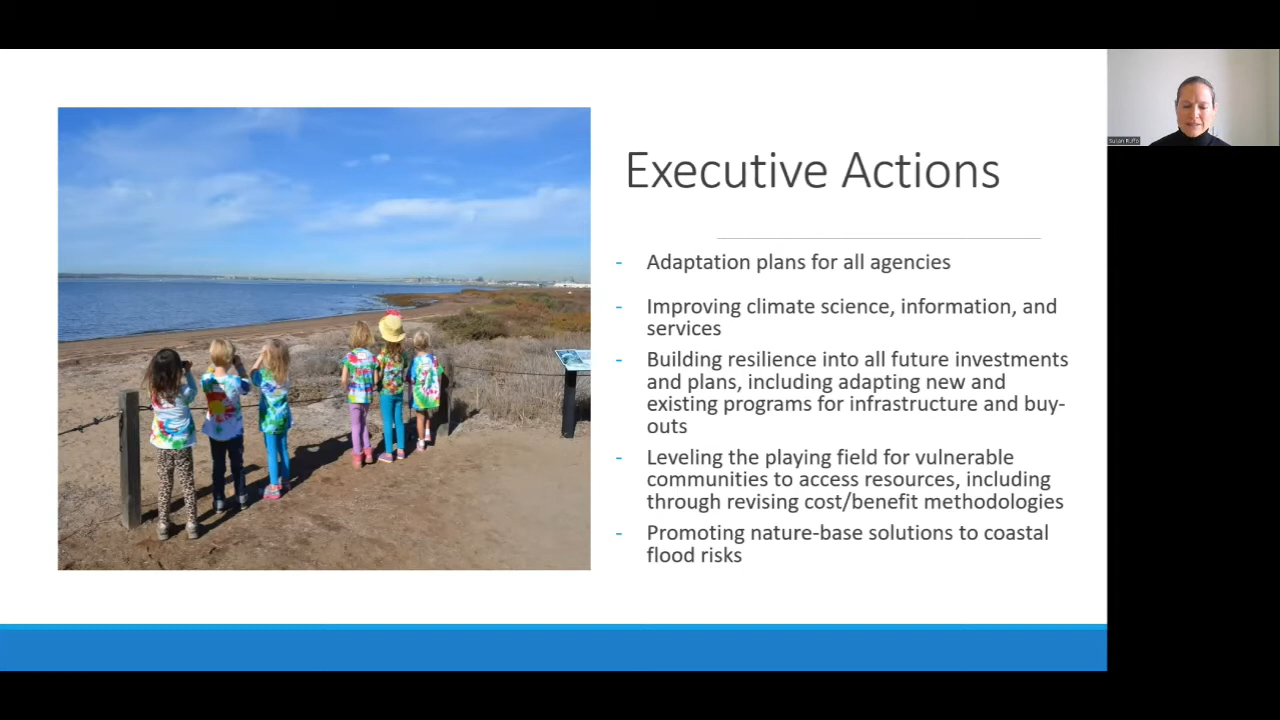 Executive Actions
- Adaptation plans for all agencies
- Improving climate science, information, and
services
- Building resilience into all future investments
and plans, including adapting new and
existing programs for infrastructure and buy-
outs
- Leveling the playing field for vulnerable
communities to access resources, including
through revising cost/benefit methodologies
- Promoting nature-base solutions to coastal
flood risks
Susan Ruffo